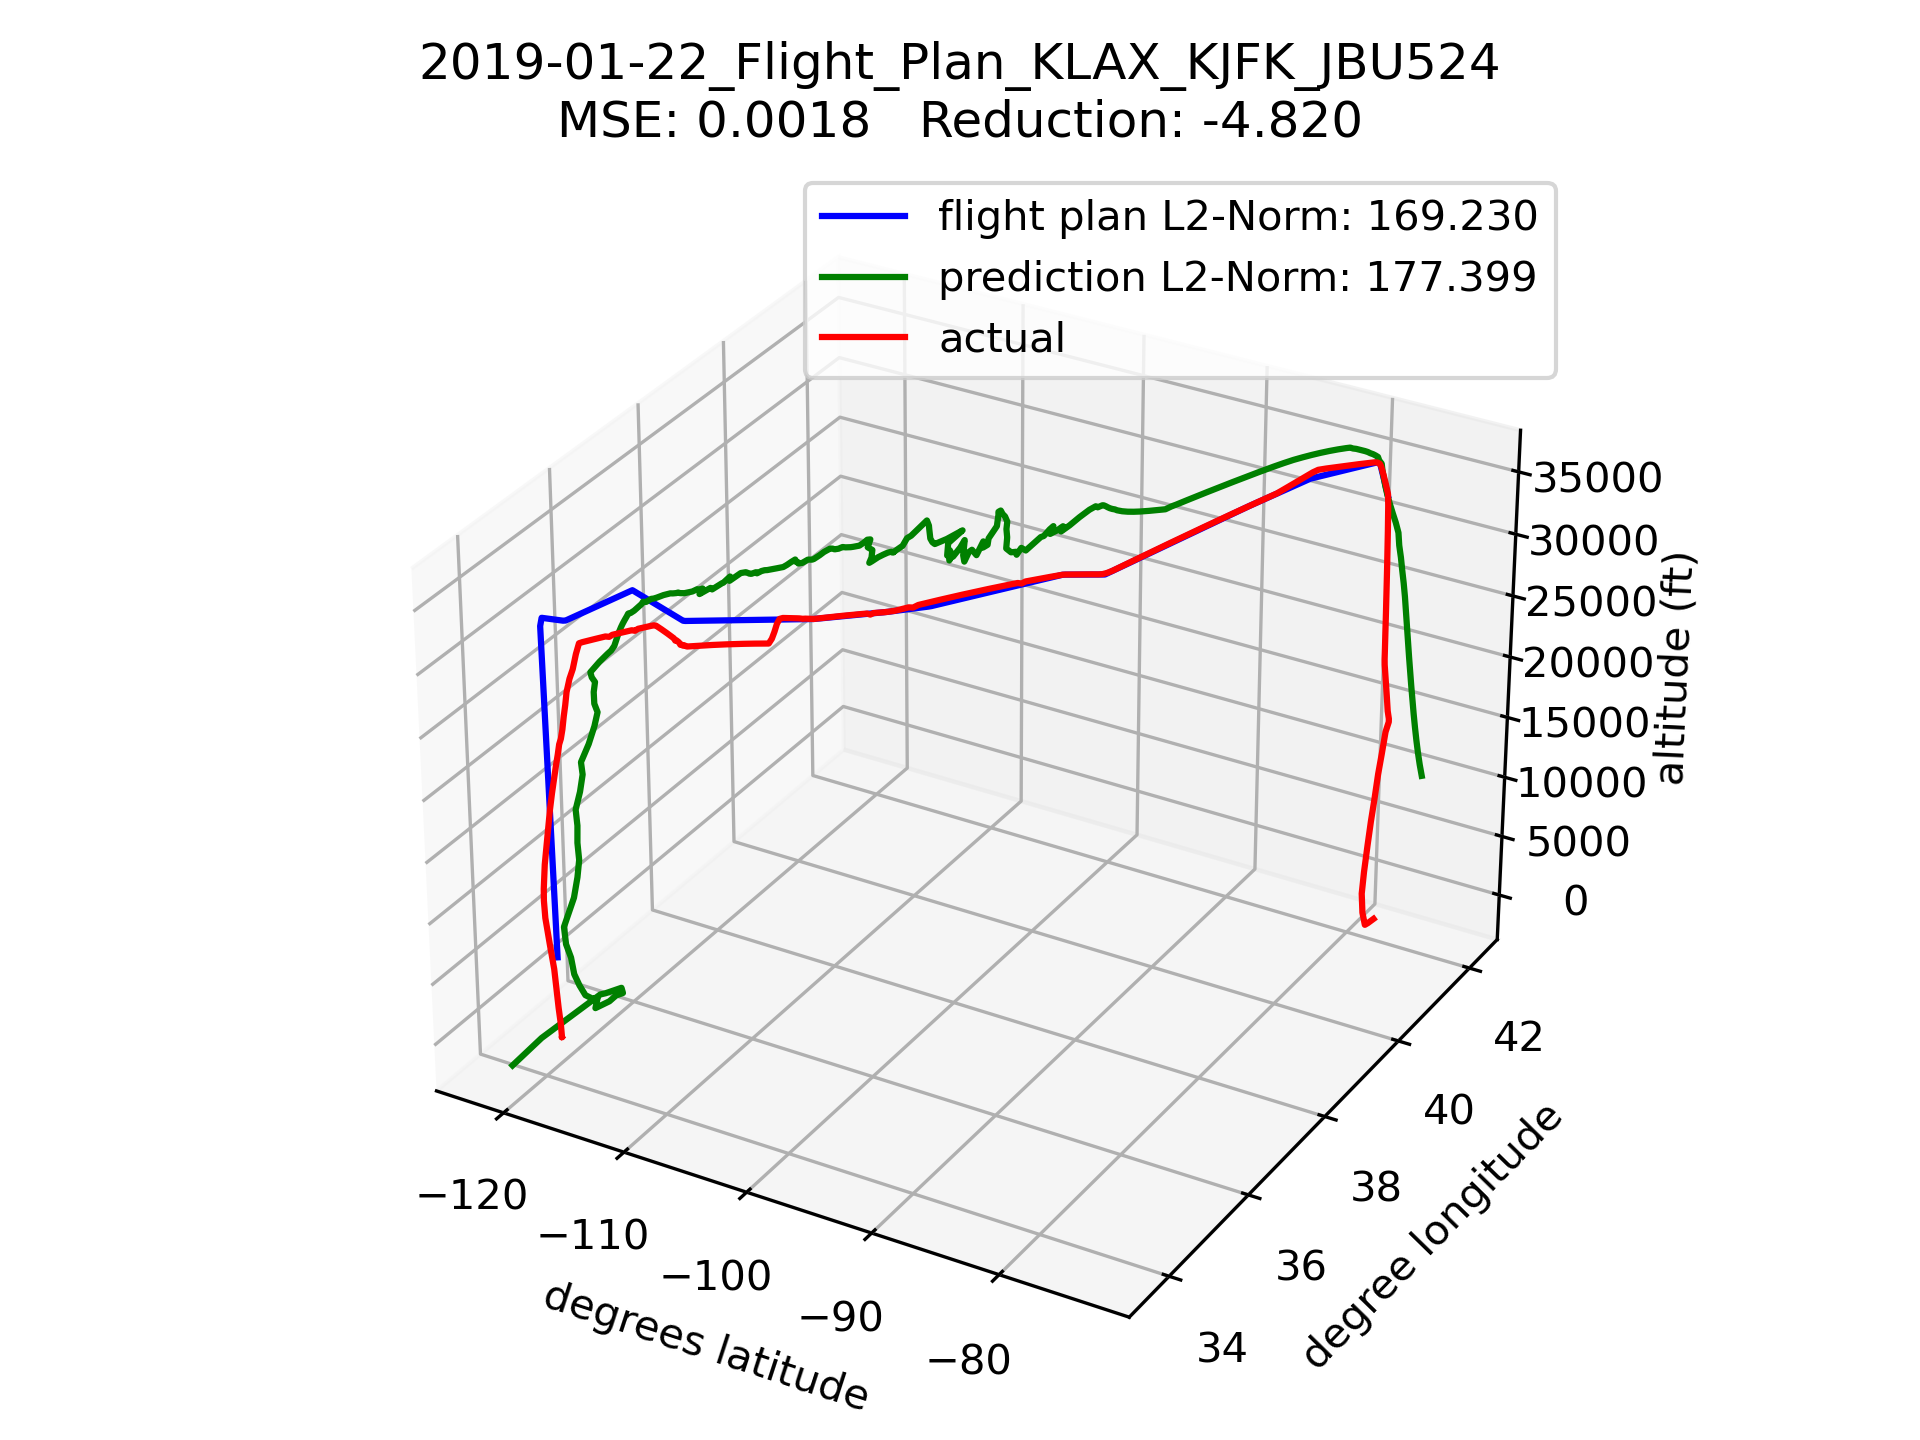 2019-01-22_Flight_Plan_KLAX_KJFK_JBU524
MSE: 0.0018   Reduction: -4.820
flight plan L2-Norm: 169.230
prediction L2-Norm: 177.399
actual
35000
30000
25000
20000
15000
10000
5000
0
altitude (ft)
42
40
38
36
34
degree longitude
−120
−110
−100
−90
−80
degrees latitude